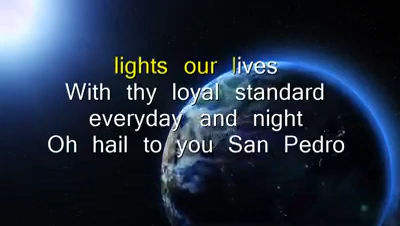 lights our lives
With thy loyal standard
everyday and night
Oh hail to you San Pedro